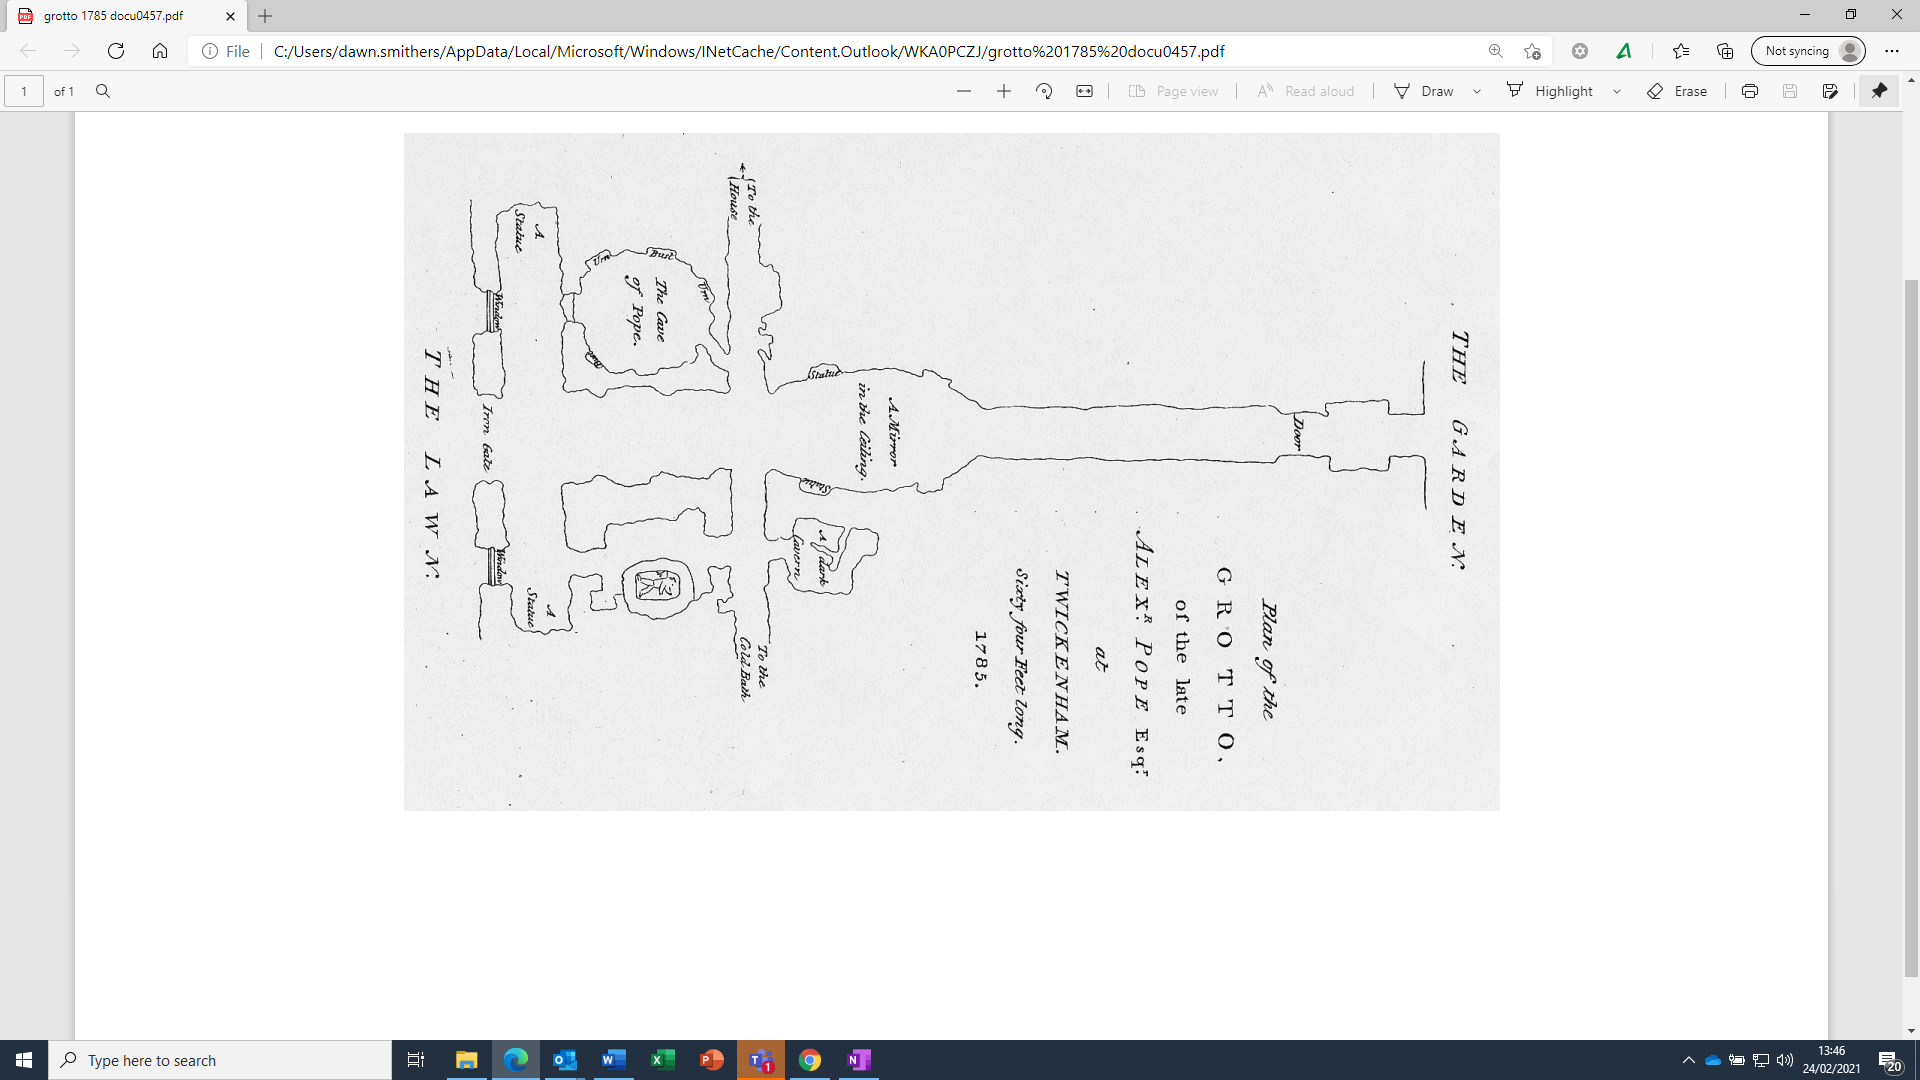 grotto 1785 docu0457.pdf
File
C:/Users/dawn.smithers/AppData/Local/Microsoft/Windows/INetCache/Content.Outlook/WKA0PCZJ/grotto%201785%20docu0457.pdf
Not syncing
1 of 1
Page view
Read aloud
Draw
Highlight
Erase
THE GARDEN.
Door
Plan of the
GROTTO,
of the late
ALEXR. POPE Esqr.
at
TWICKENHAM.
Sixty four Feet long.
1785.
A Mirror
in the Ceiling.
Statue
Statue
A dark
Cavern
To the
House
To the
Cold Bath
The Cave
of Pope.
Urn
Bust
Urn
Urn
A
Statue
A
Statue
Window
Iron Gate
Window
THE LAWN.
Type here to search
1
13:46
24/02/2021
20